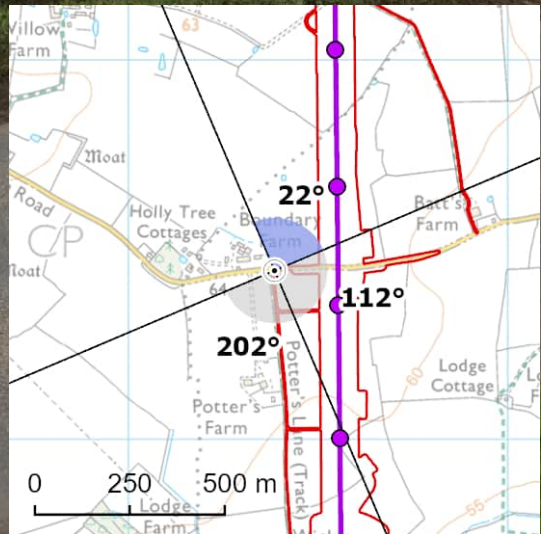 63
Willow
Farm
Moat
Road
Holly Tree
Cottages
22°
Boundary
Farm
Batt's
Farm
CP
Moat
64
112°
202°
Potter's Lane (Track)
60
Lodge
Cottage
Potter's
Farm
0 250 500 m
Lodge
Farm
55